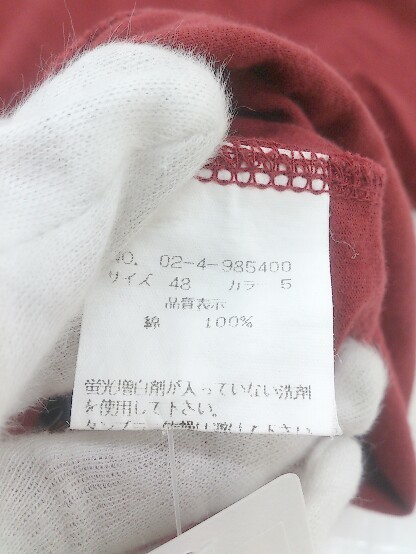 NO. 02-4-985400
サイズ 48 カラー 5
品質表示
綿 100%
蛍光増白剤が入っていない洗剤
を使用して下さい。